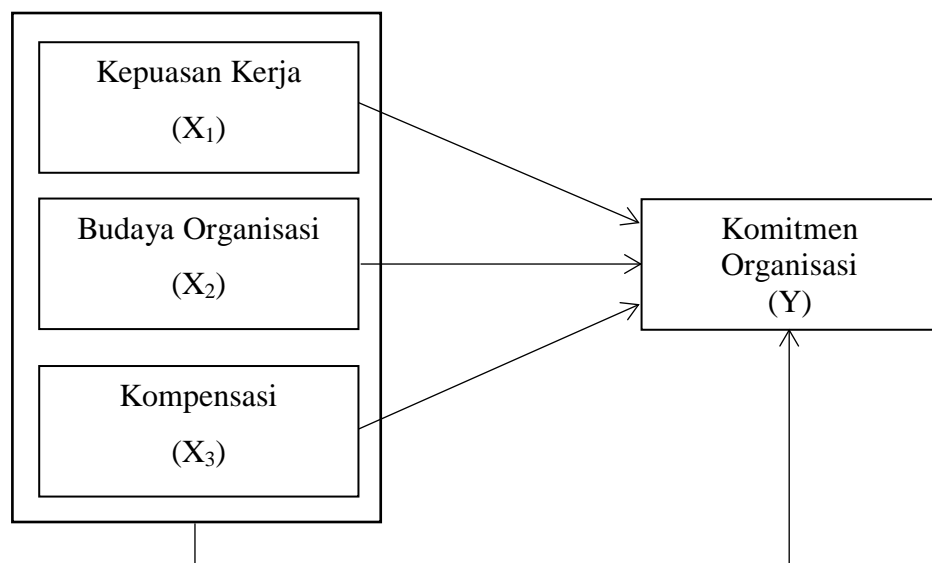 Kepuasan Kerja
(X₁)
Budaya Organisasi
(X₂)
Kompensasi
(X₃)
Komitmen
Organisasi
(Y)